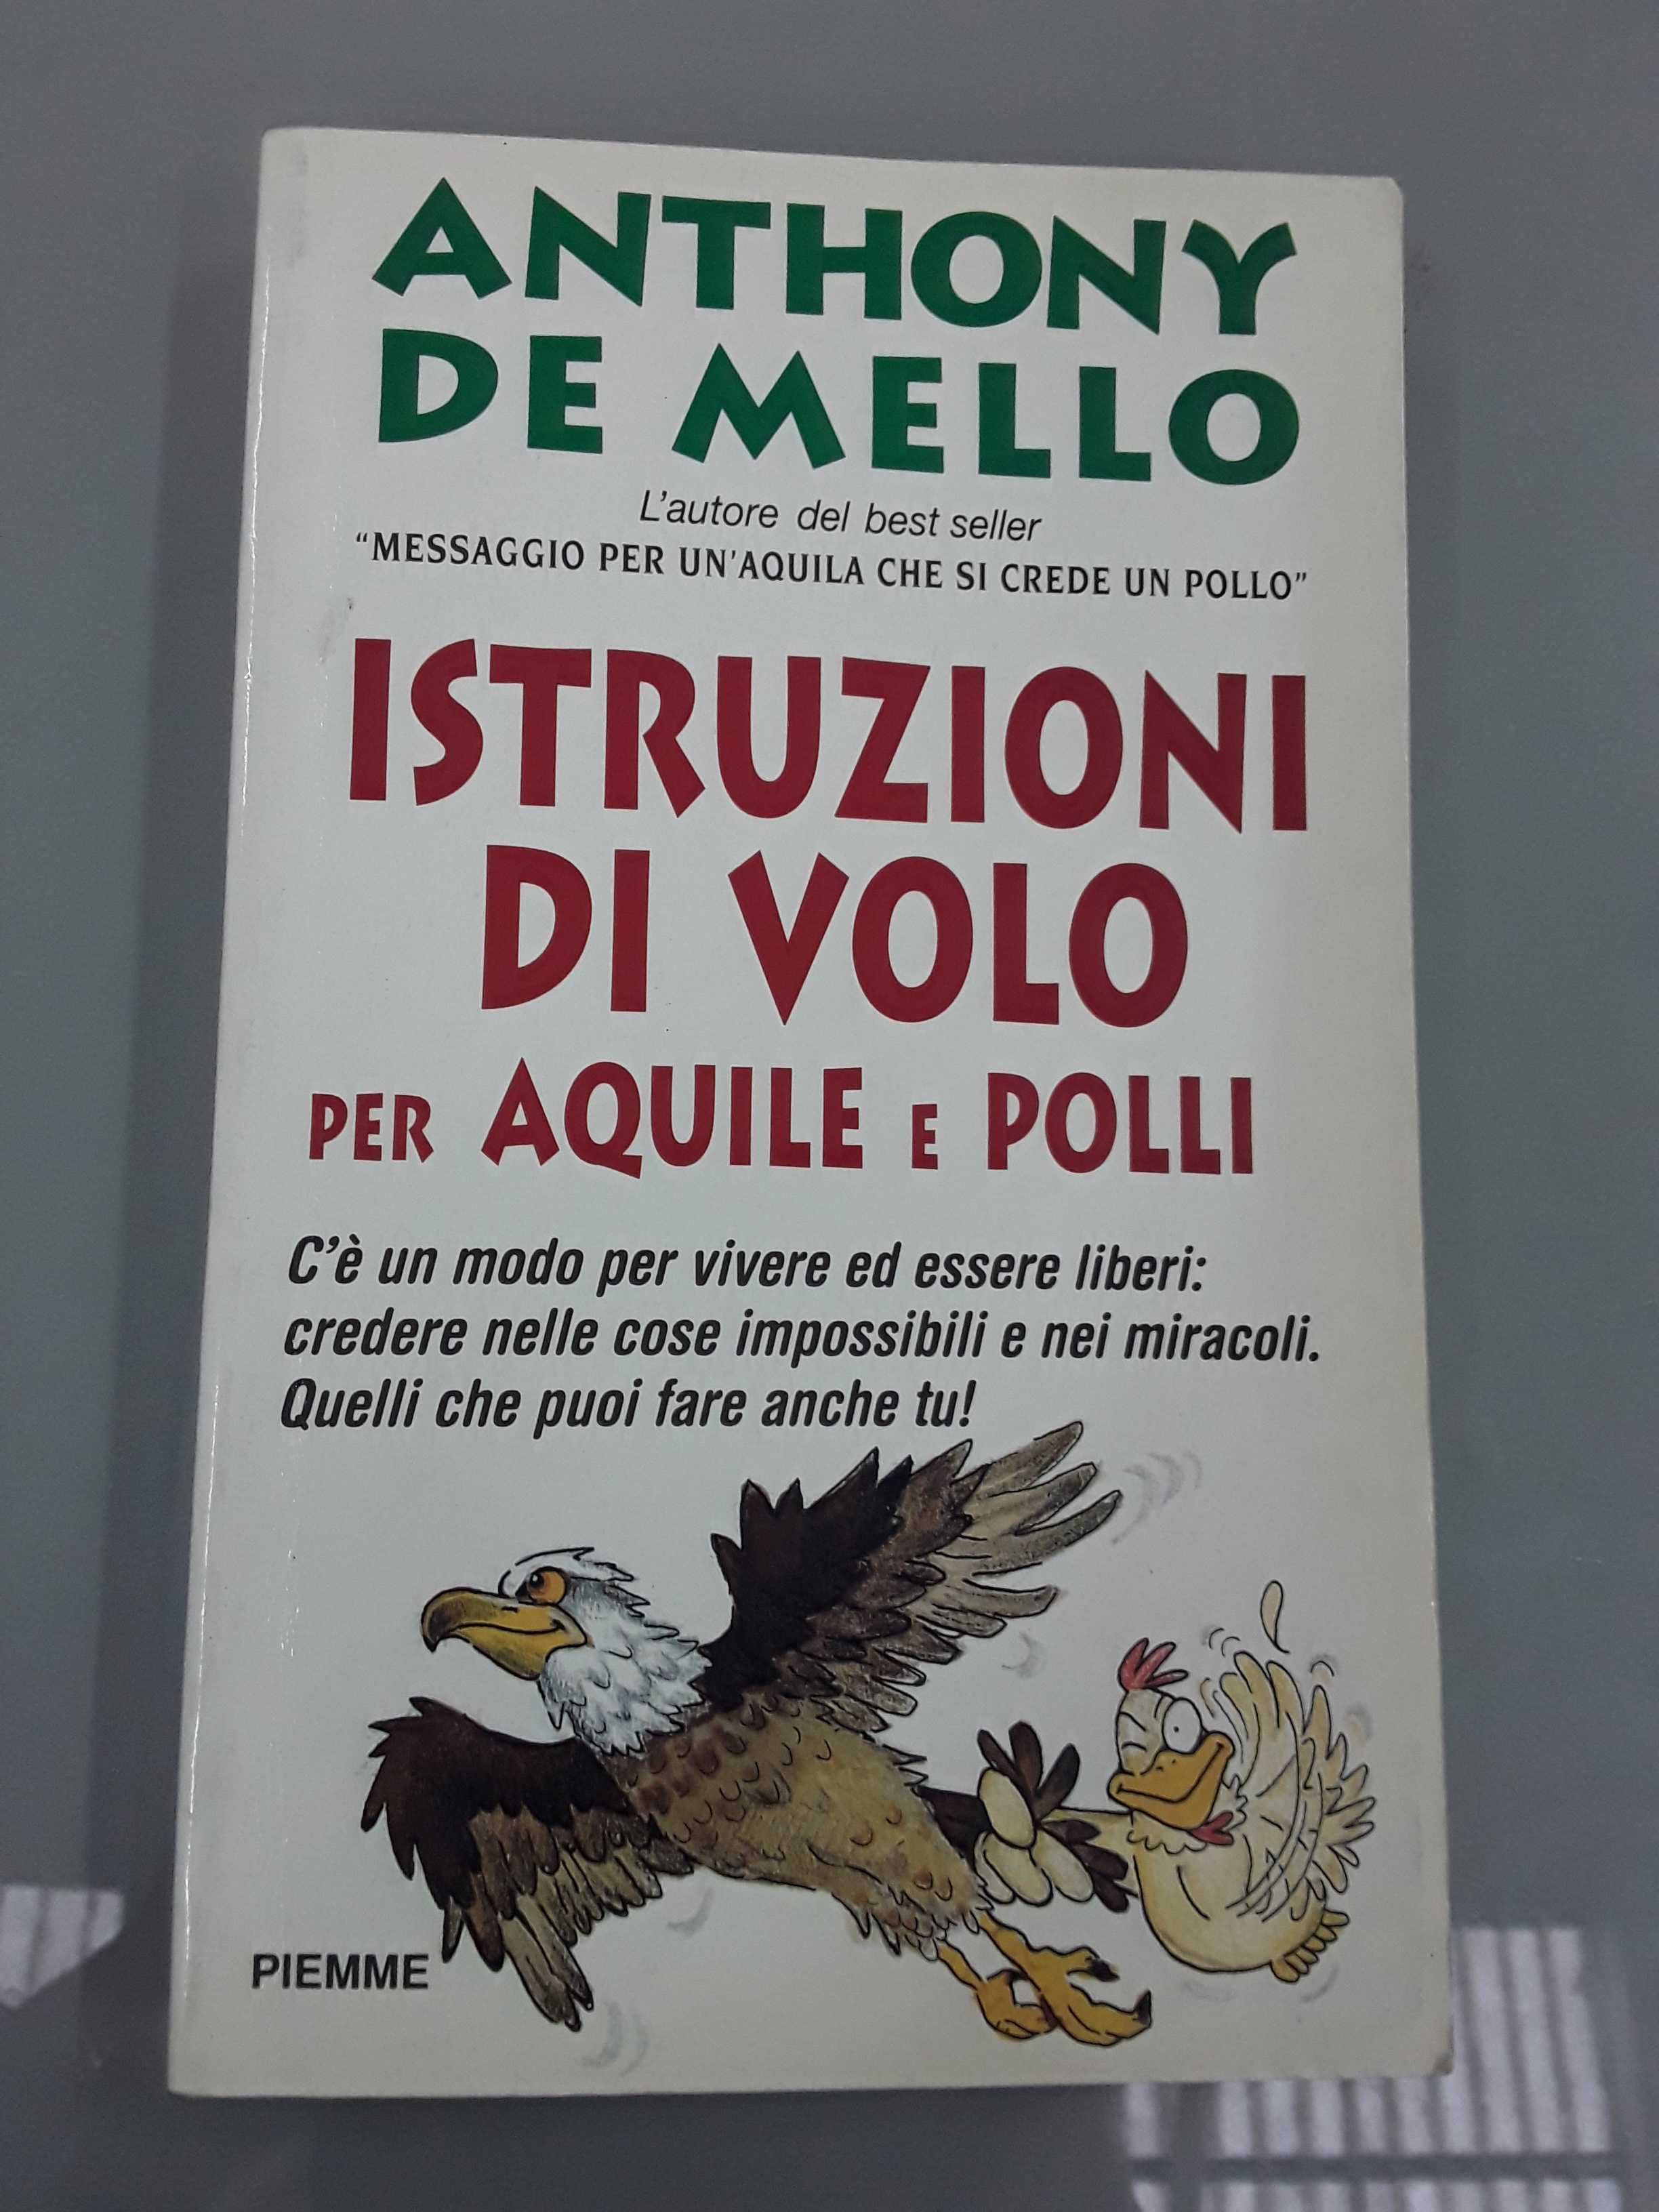 ANTHONY
DE MELLO
L'autore del best seller
“MESSAGGIO PER UN'AQUILA CHE SI CREDE UN POLLO”
ISTRUZIONI
DI VOLO
PER AQUILE E POLLI
C'è un modo per vivere ed essere liberi:
credere nelle cose impossibili e nei miracoli.
Quelli che puoi fare anche tu!
PIEMME